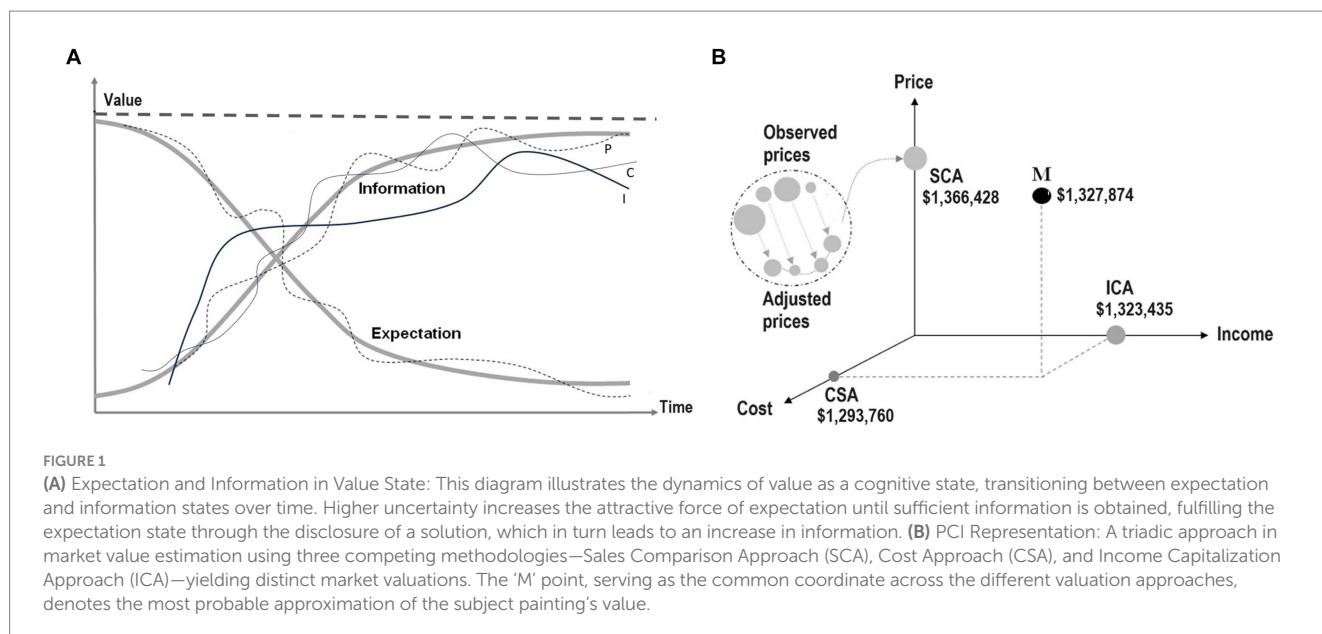 A
Value
P
C
I
Information
Expectation
Time
B
Price
Observed
prices
SCA
$1,366,428
M
$1,327,874
Adjusted
prices
ICA
$1,323,435
Income
CSA
$1,293,760
Cost
FIGURE 1
(A) Expectation and Information in Value State: This diagram illustrates the dynamics of value as a cognitive state, transitioning between expectation
and information states over time. Higher uncertainty increases the attractive force of expectation until sufficient information is obtained, fulfilling the
expectation state through the disclosure of a solution, which in turn leads to an increase in information. (B) PCI Representation: A triadic approach in
market value estimation using three competing methodologies—Sales Comparison Approach (SCA), Cost Approach (CSA), and Income Capitalization
Approach (ICA)—yielding distinct market valuations. The ‘M’ point, serving as the common coordinate across the different valuation approaches,
denotes the most probable approximation of the subject painting’s value.